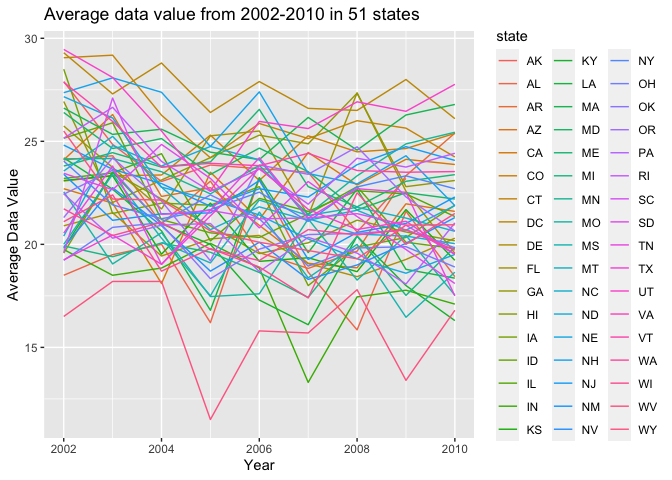 Average data value from 2002-2010 in 51 states
30
25
20
15
Average Data Value
2002
2004
2006
2008
2010
Year
state
AK
AL
AR
AZ
CA
CO
CT
DC
DE
FL
GA
HI
IA
ID
IL
IN
KS
KY
LA
MA
MD
ME
MI
MN
MO
MS
MT
NC
ND
NE
NH
NJ
NM
NV
NY
OH
OK
OR
PA
RI
SC
SD
TN
TX
UT
VA
VT
WA
WI
WV
WY